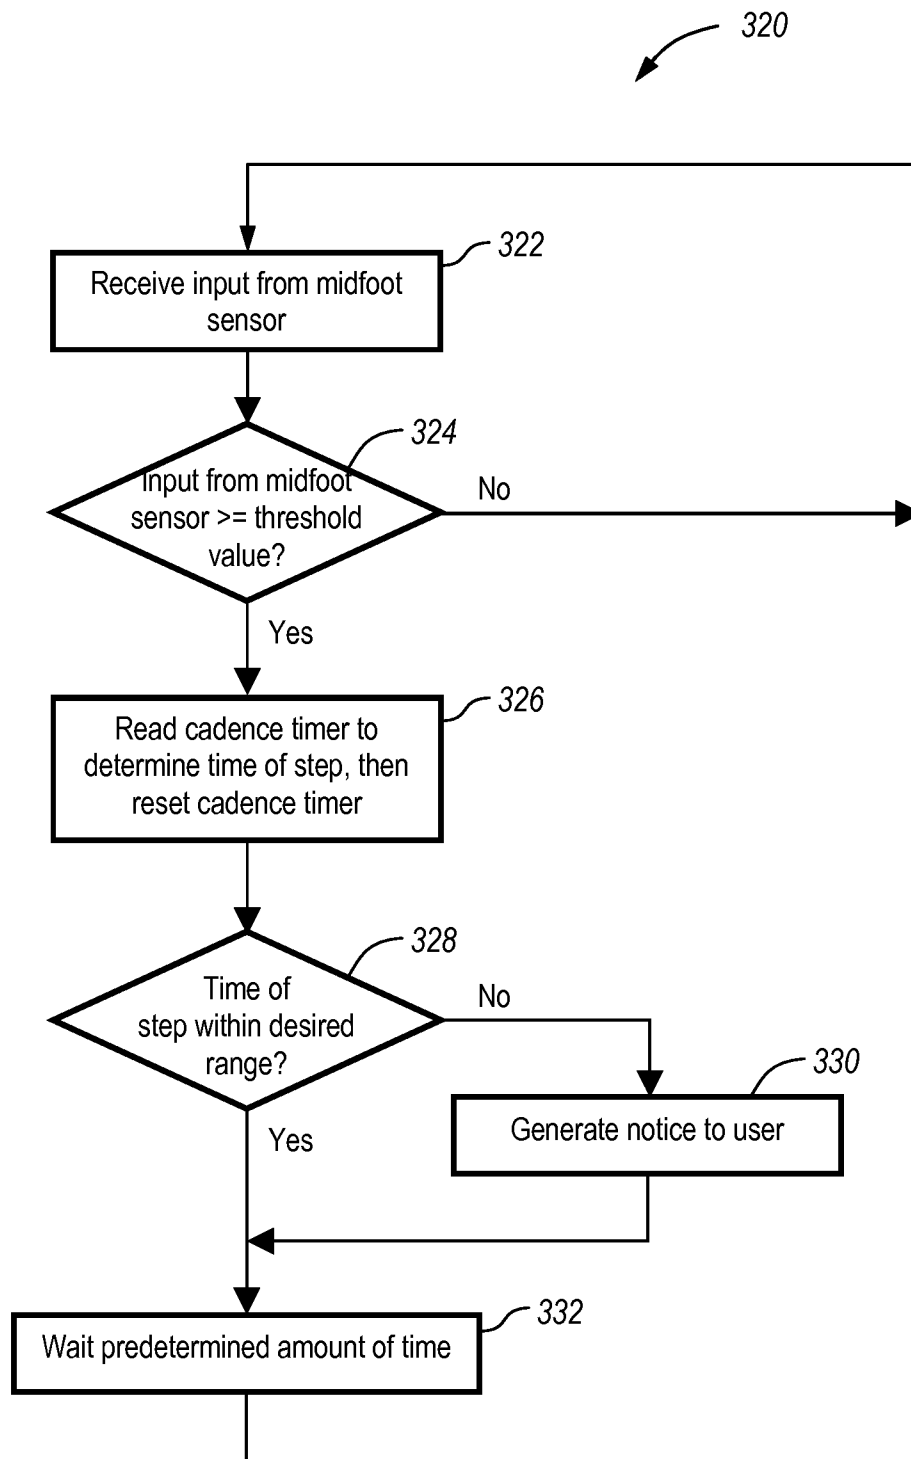 320
322
Receive input from midfoot
sensor
324
Input from midfoot
sensor >= threshold
value?
No
Yes
326
Read cadence timer to
determine time of step, then
reset cadence timer
328
Time of
step within desired
range?
No
330
Generate notice to user
Yes
332
Wait predetermined amount of time